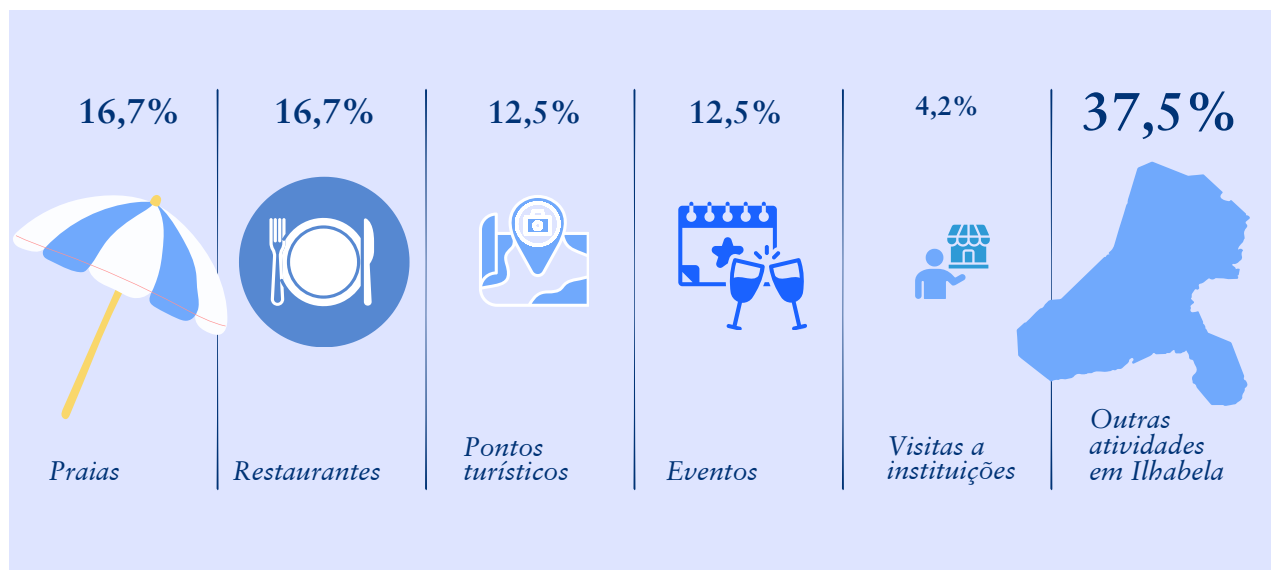 16,7%
Praias
16,7%
Restaurantes
12,5%
Pontos
turísticos
12,5%
Eventos
4,2%
Visitas a
instituições
37,5%
Outras
atividades
em Ilhabela